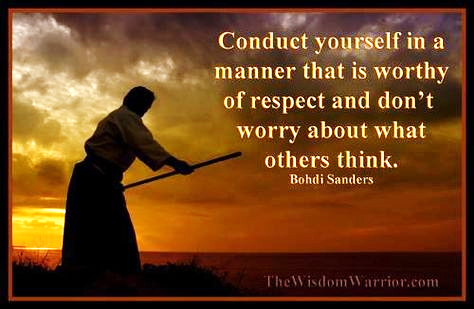 Conduct yourself in a
manner that is worthy
of respect and don't
worry about what
others think.
Bohdi Sanders
TheWisdomWarrior.com